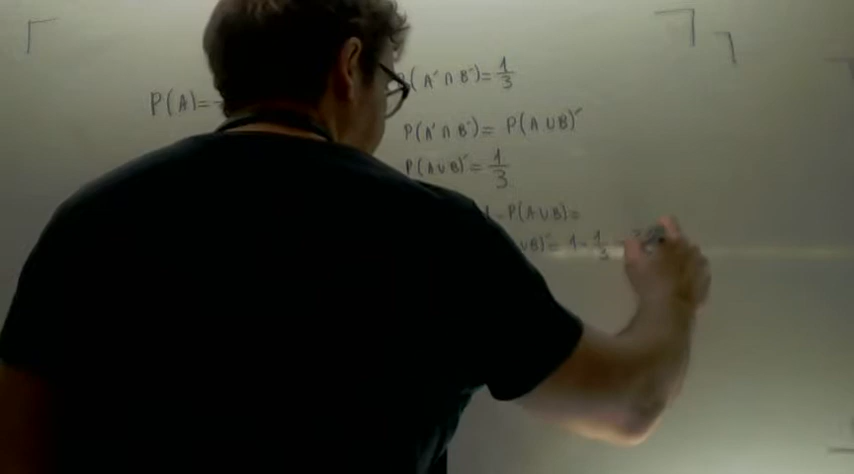 P(A)=
P(A'∩B')= 1/3
P(A'∩B')= P(A∪B)'
P(A∪B)'= 1/3
1-P(A∪B)=
∪B)'= 1- 1/3 =